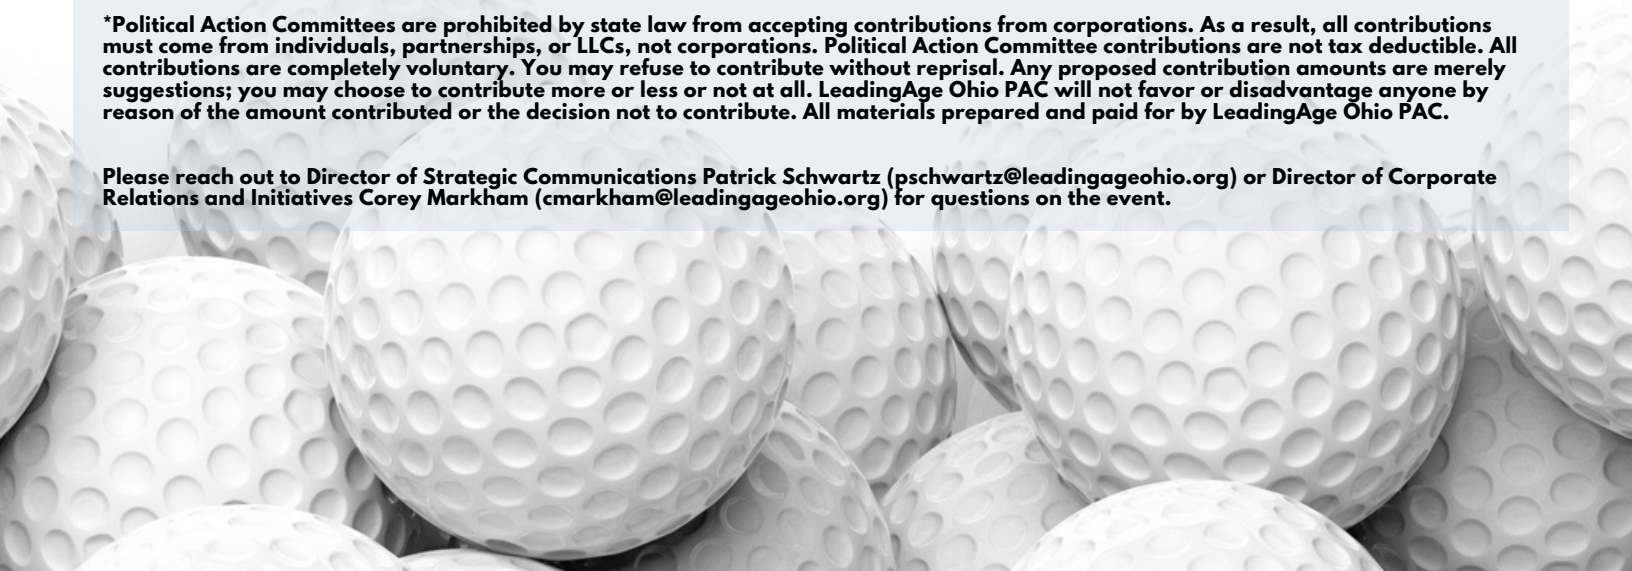 *Political Action Committees are prohibited by state law from accepting contributions from corporations. As a result, all contributions
must come from individuals, partnerships, or LLCs, not corporations. Political Action Committee contributions are not tax deductible. All
contributions are completely voluntary. You may refuse to contribute without reprisal. Any proposed contribution amounts are merely
suggestions; you may choose to contribute more or less or not at all. LeadingAge Ohio PAC will not favor or disadvantage anyone by
reason of the amount contributed or the decision not to contribute. All materials prepared and paid for by LeadingAge Ohio PAC.
Please reach out to Director of Strategic Communications Patrick Schwartz (pschwartz@leadingageohio.org) or Director of Corporate
Relations and Initiatives Corey Markham (cmarkham@leadingageohio.org) for questions on the event.